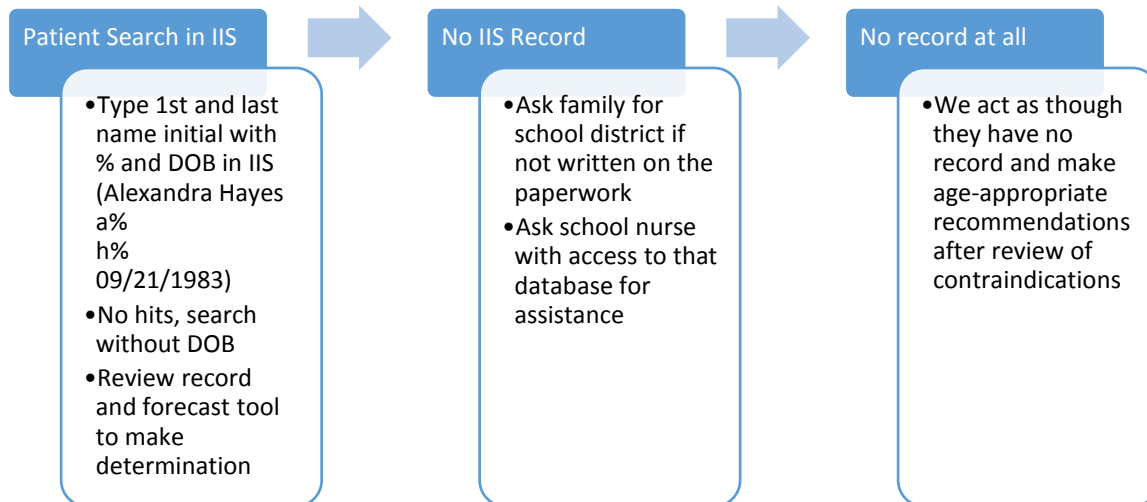 Patient Search in IIS
•Type 1st and last
name initial with
% and DOB in IIS
(Alexandra Hayes
a%
h%
09/21/1983)
•No hits, search
without DOB
•Review record
and forecast tool
to make
determination
No IIS Record
•Ask family for
school district if
not written on the
paperwork
•Ask school nurse
with access to that
database for
assistance
No record at all
•We act as though
they have no
record and make
age-appropriate
recommendations
after review of
contraindications